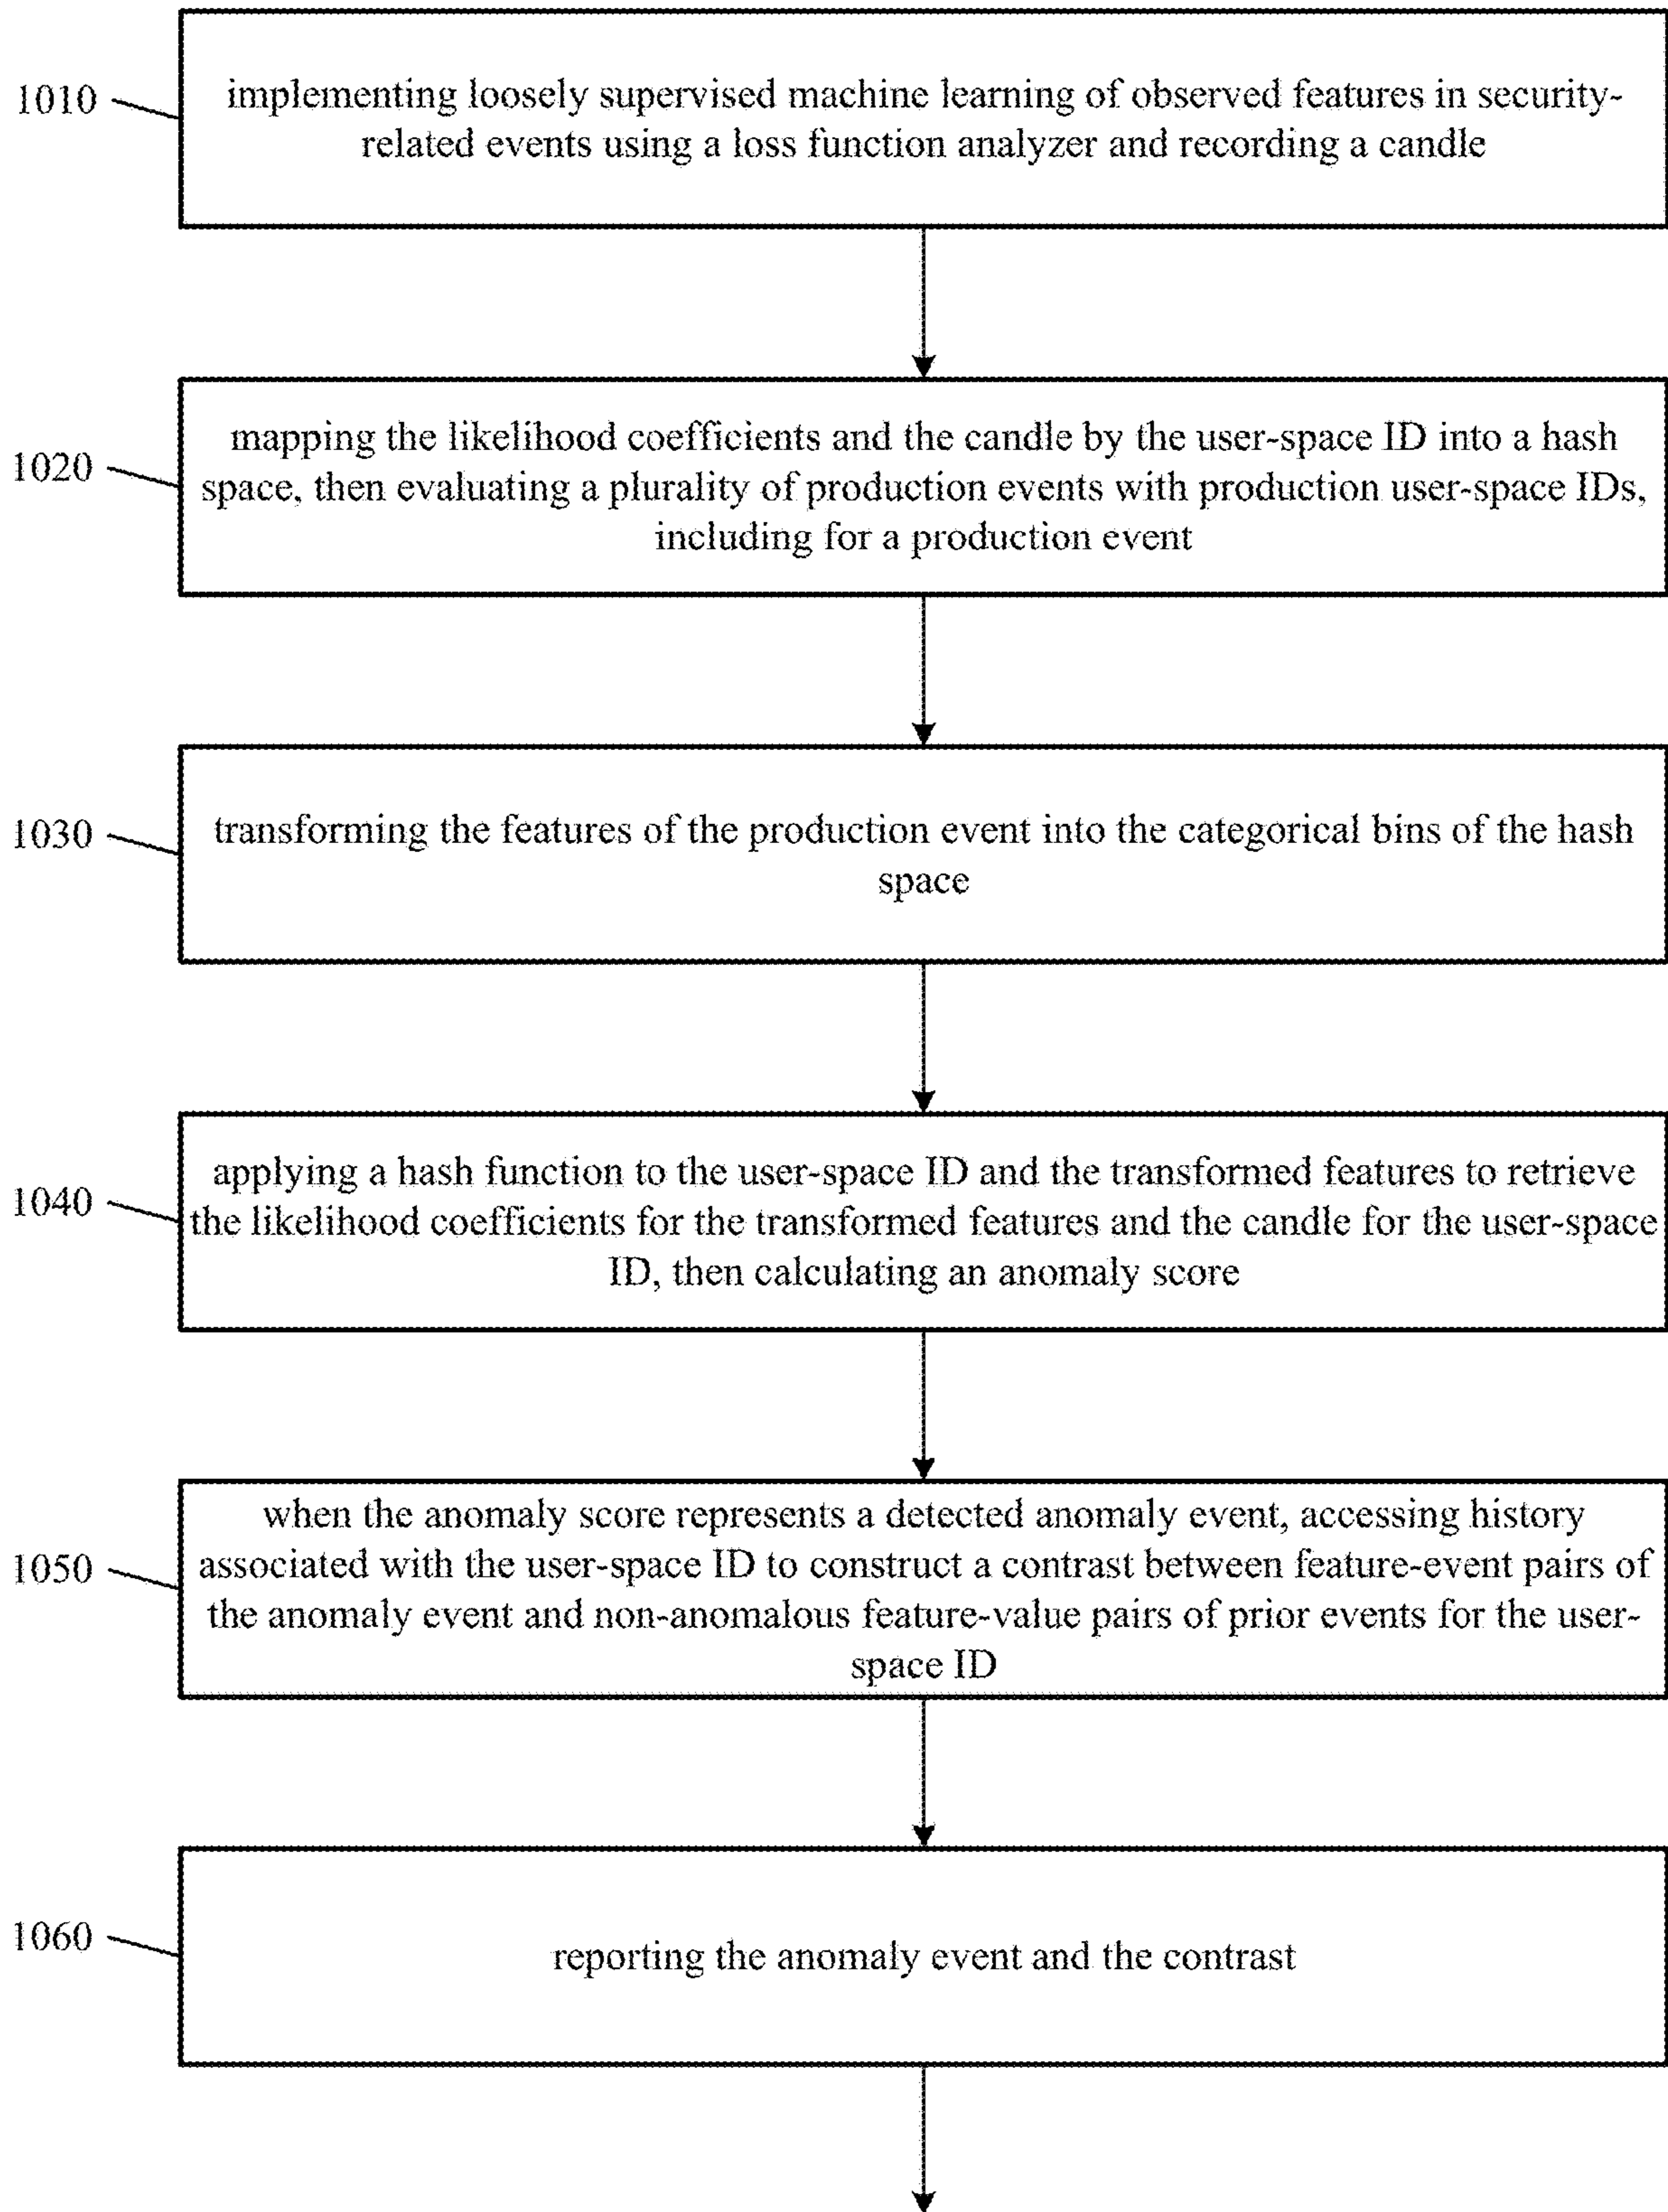 1010
implementing loosely supervised machine learning of observed features in security-
related events using a loss function analyzer and recording a candle
1020
mapping the likelihood coefficients and the candle by the user-space ID into a hash
space, then evaluating a plurality of production events with production user-space IDs,
including for a production event
1030
transforming the features of the production event into the categorical bins of the hash
space
1040
applying a hash function to the user-space ID and the transformed features to retrieve
the likelihood coefficients for the transformed features and the candle for the user-space
ID, then calculating an anomaly score
1050
when the anomaly score represents a detected anomaly event, accessing history
associated with the user-space ID to construct a contrast between feature-event pairs of
the anomaly event and non-anomalous feature-value pairs of prior events for the user-
space ID
1060
reporting the anomaly event and the contrast